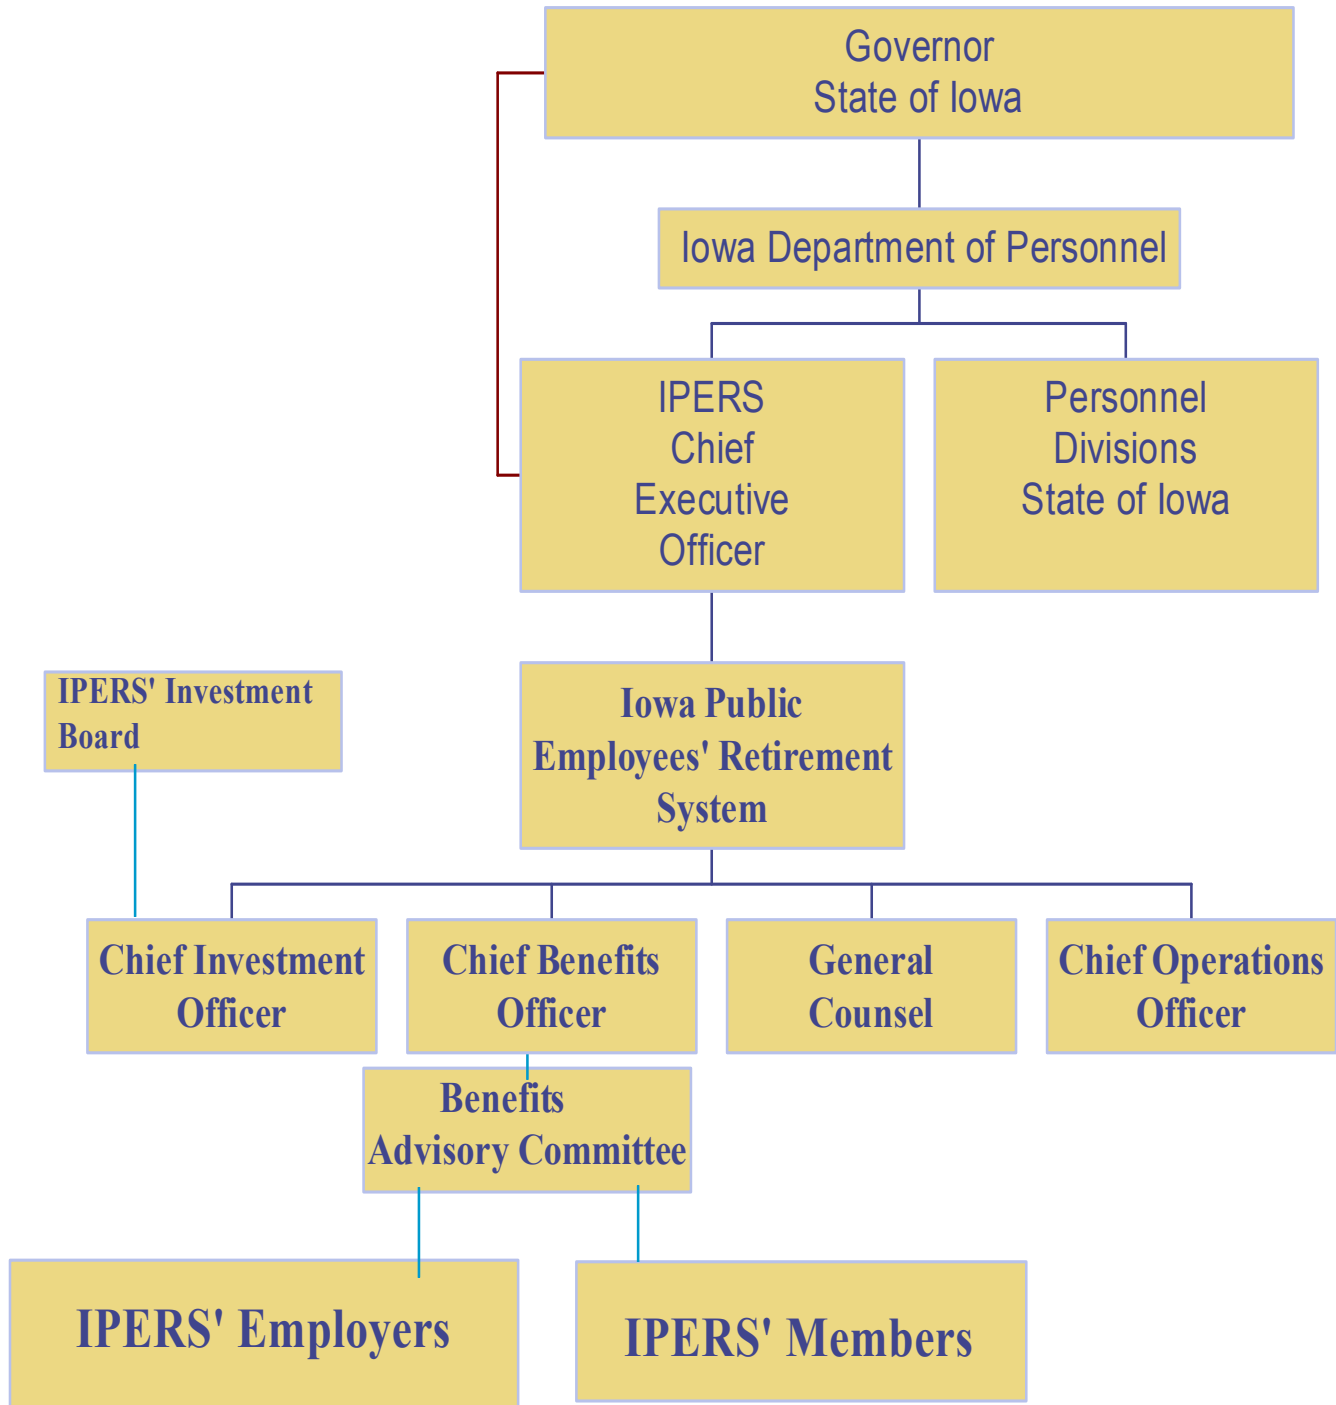 Governor
State of Iowa
Iowa Department of Personnel
IPERS
Chief
Executive
Officer
Personnel
Divisions
State of Iowa
IPERS' Investment
Board
Iowa Public
Employees' Retirement
System
Chief Investment
Officer
Chief Benefits
Officer
General
Counsel
Chief Operations
Officer
Benefits
Advisory Committee
IPERS' Employers
IPERS' Members